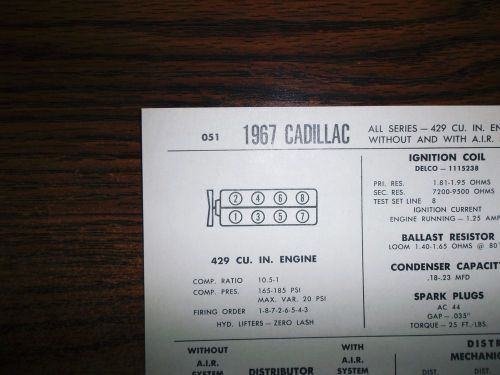 051 1967 CADILLAC
ALL SERIES — 429 CU. IN.
WITHOUT AND WITH A.I.R.
2 4 6 8
1 3 5 7
429 CU. IN. ENGINE
COMP. RATIO 10.5-1
COMP. PRES. 165-185 PSI
MAX. VAR. 20 PSI
FIRING ORDER 1-8-7-2-6-5-4-3
HYD. LIFTERS — ZERO LASH
IGNITION COIL
DELCO — 1115238
PRI. RES. 1.81-1.95 OHMS
SEC. RES. 7200-9500 OHMS
TEST SET LINE 8
IGNITION CURRENT
ENGINE RUNNING — 1.25 AM
BALLAST RESISTOR
LOOM 1.40-1.65 OHMS @ 80
CONDENSER CAPACIT
.18-.23 MFD
SPARK PLUGS
AC 44
GAP — .035"
TORQUE — 25 FT.-LBS.
WITHOUT
A.I.R.
SYSTEM
DISTRIBUTOR
WITH
A.I.R.
SYSTEM
DISTR
MECHANIC
DIST. DIST.